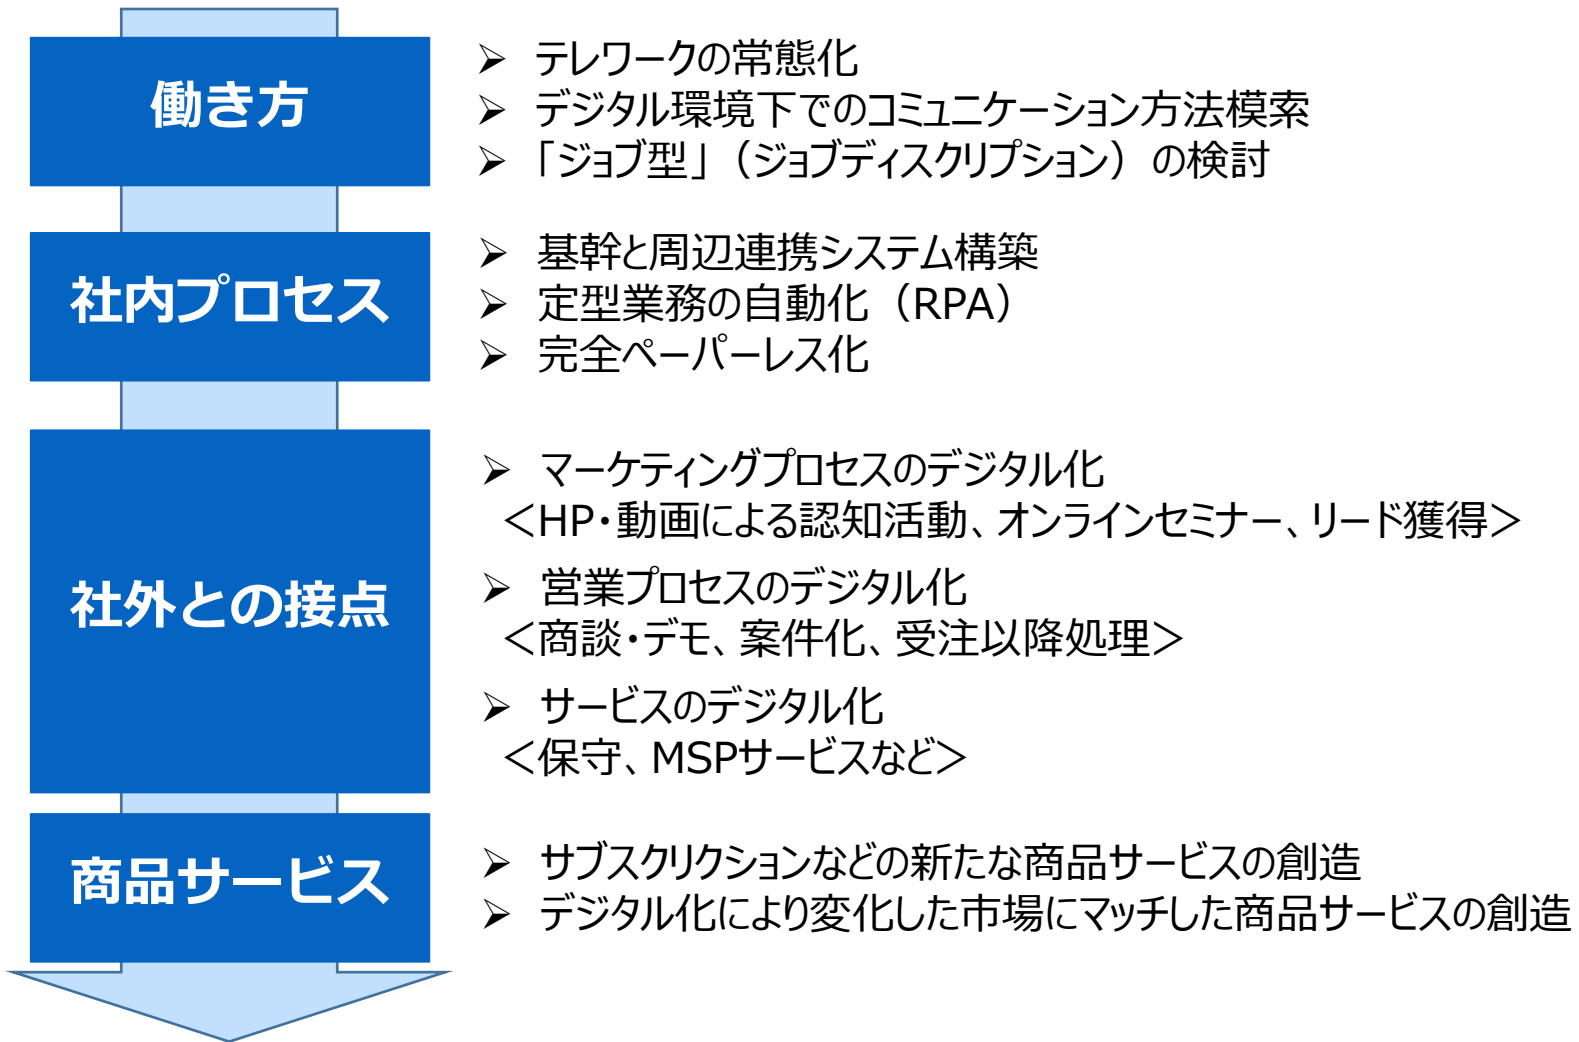 働き方
➢ テレワークの常態化
➢ デジタル環境下でのコミュニケーション方法模索
➢ 「ジョブ型」（ジョブディスクリプション）の検討
社内プロセス
➢ 基幹と周辺連携システム構築
➢ 定型業務の自動化（RPA）
➢ 完全ペーパーレス化
社外との接点
➢ マーケティングプロセスのデジタル化
＜HP・動画による認知活動、オンラインセミナー、リード獲得＞
➢ 営業プロセスのデジタル化
＜商談・デモ、案件化、受注以降処理＞
➢ サービスのデジタル化
＜保守、MSPサービスなど＞
商品サービス
➢ サブスクリクションなどの新たな商品サービスの創造
➢ デジタル化により変化した市場にマッチした商品サービスの創造